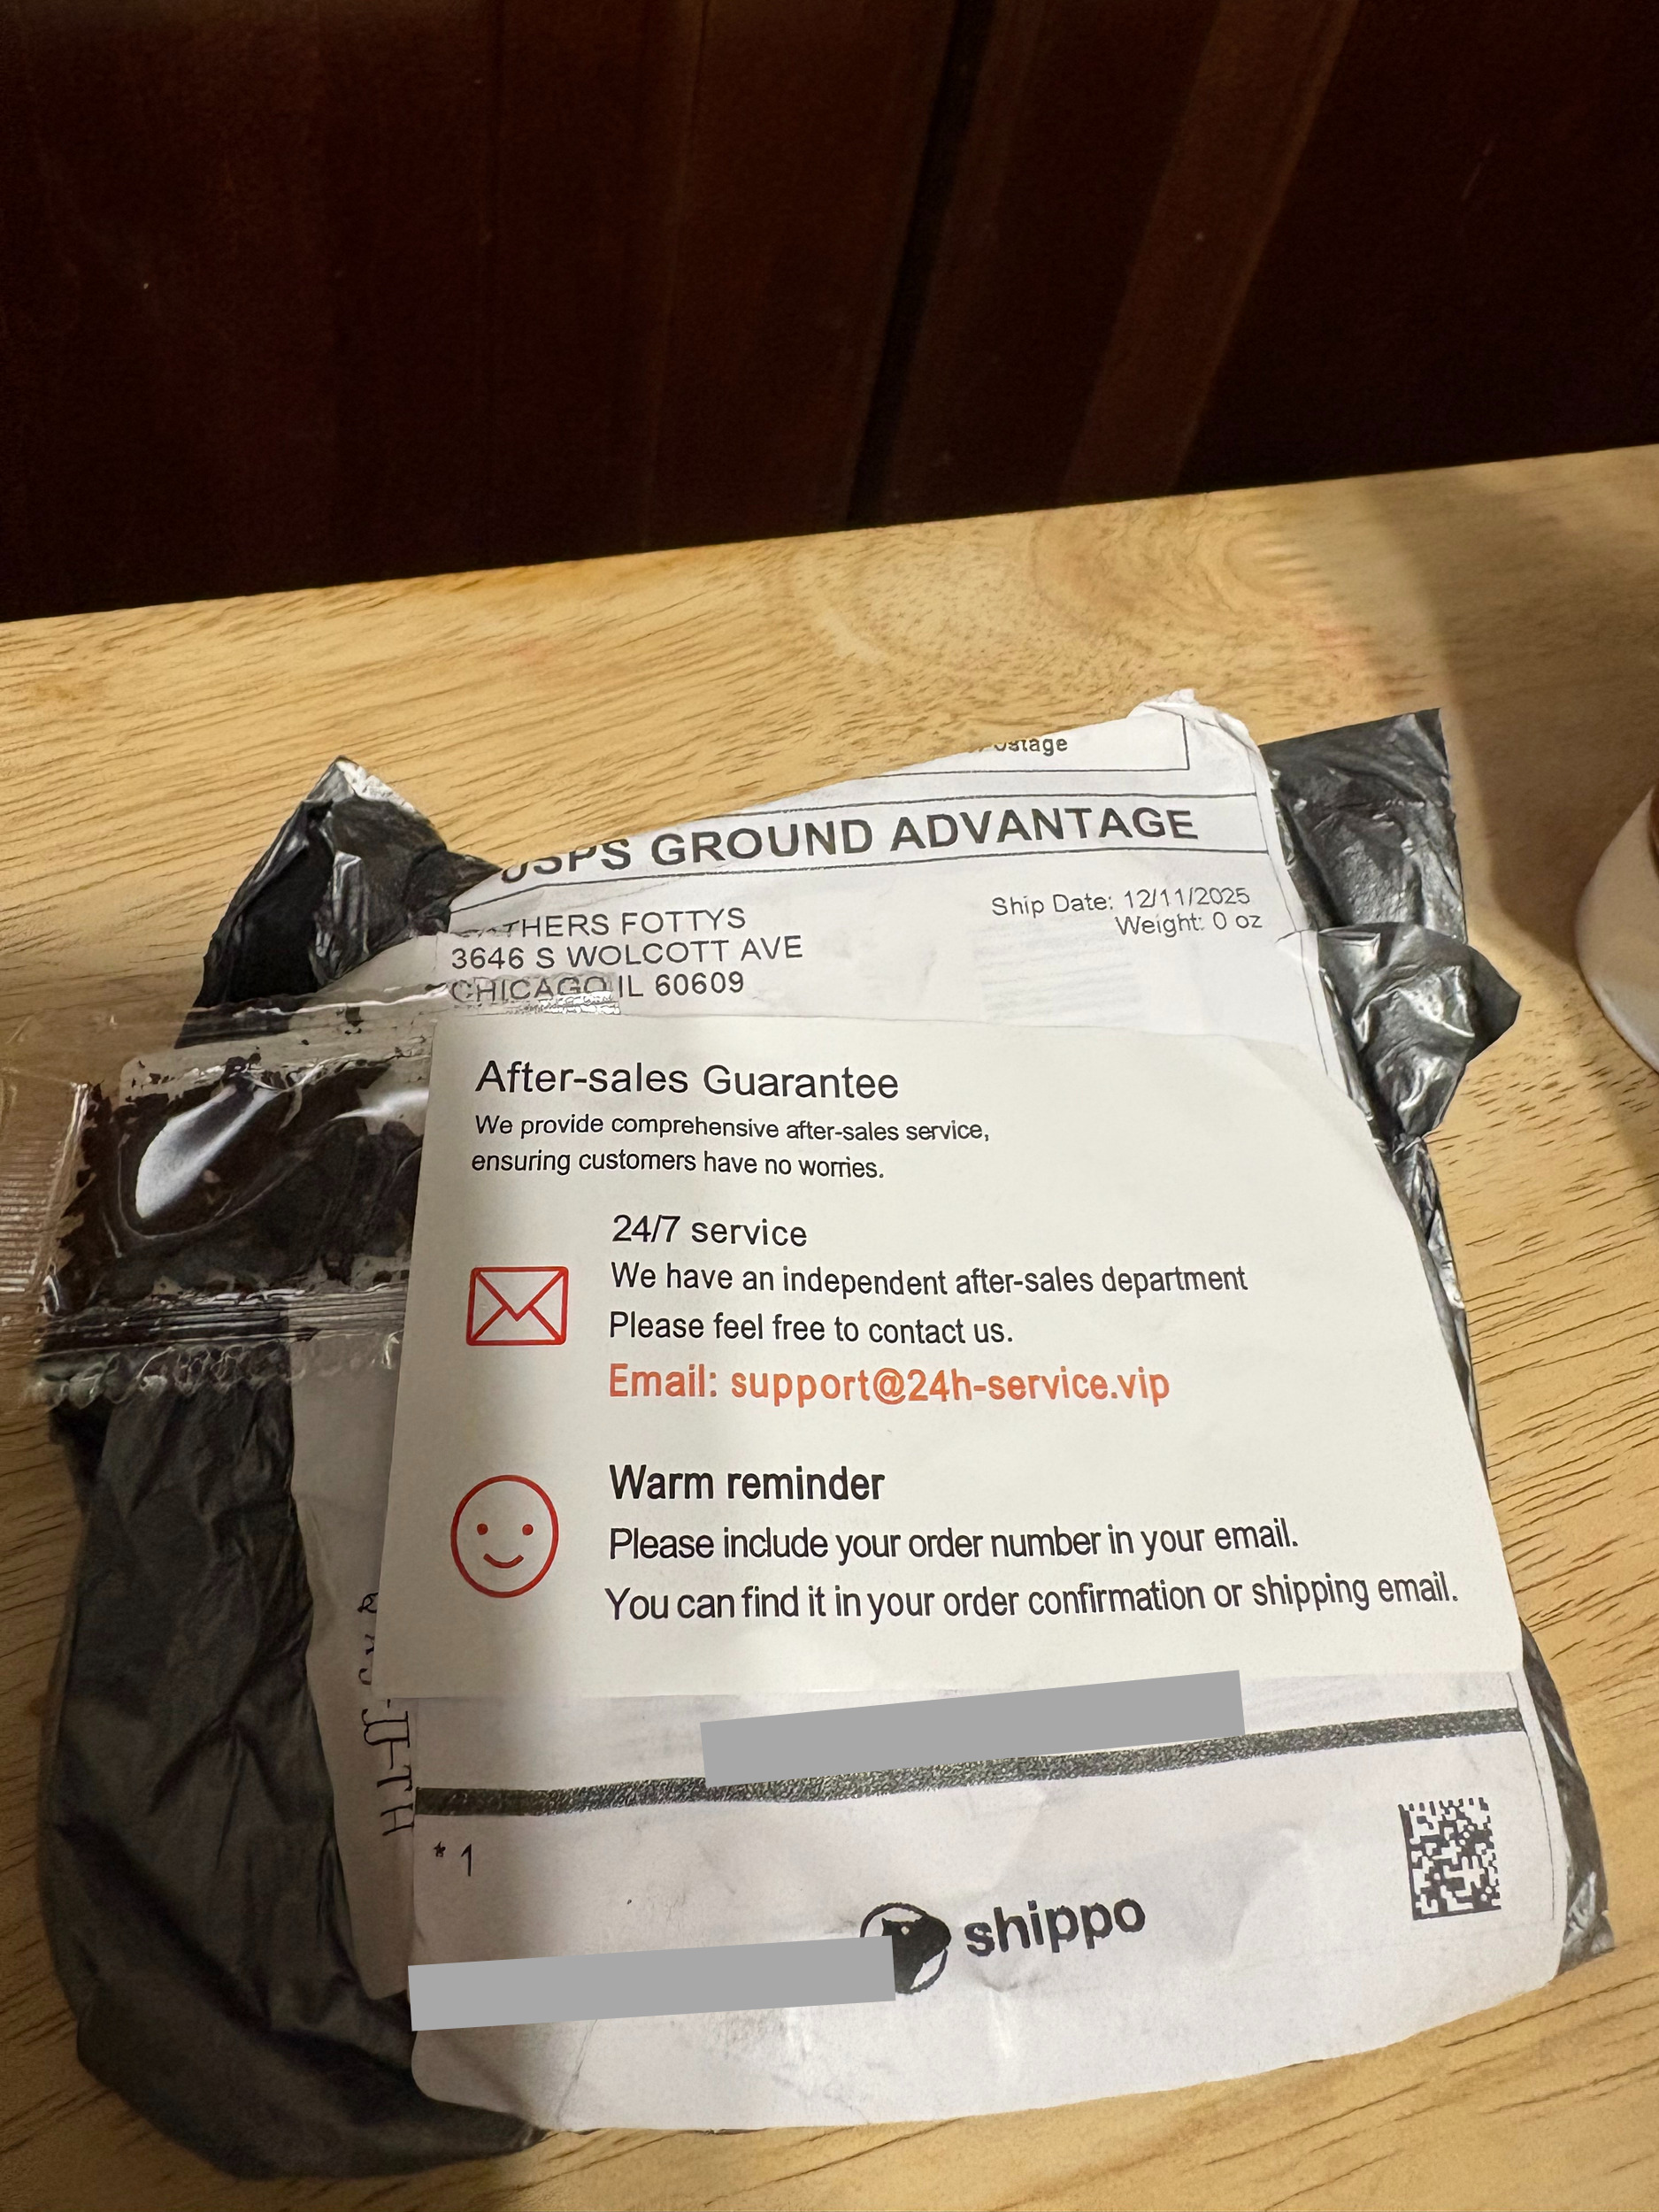 USPS GROUND ADVANTAGE
FOTTYS
3646 S WOLCOTT AVE
CHICAGO IL 60609
Ship Date: 12/11/2025
Weight: 0 oz
After-sales Guarantee
We provide comprehensive after-sales service,
ensuring customers have no worries.
24/7 service
We have an independent after-sales department
Please feel free to contact us.
Email: support@24h-service.vip
Warm reminder
Please include your order number in your email.
You can find it in your order confirmation or shipping email.
* 1
shippo